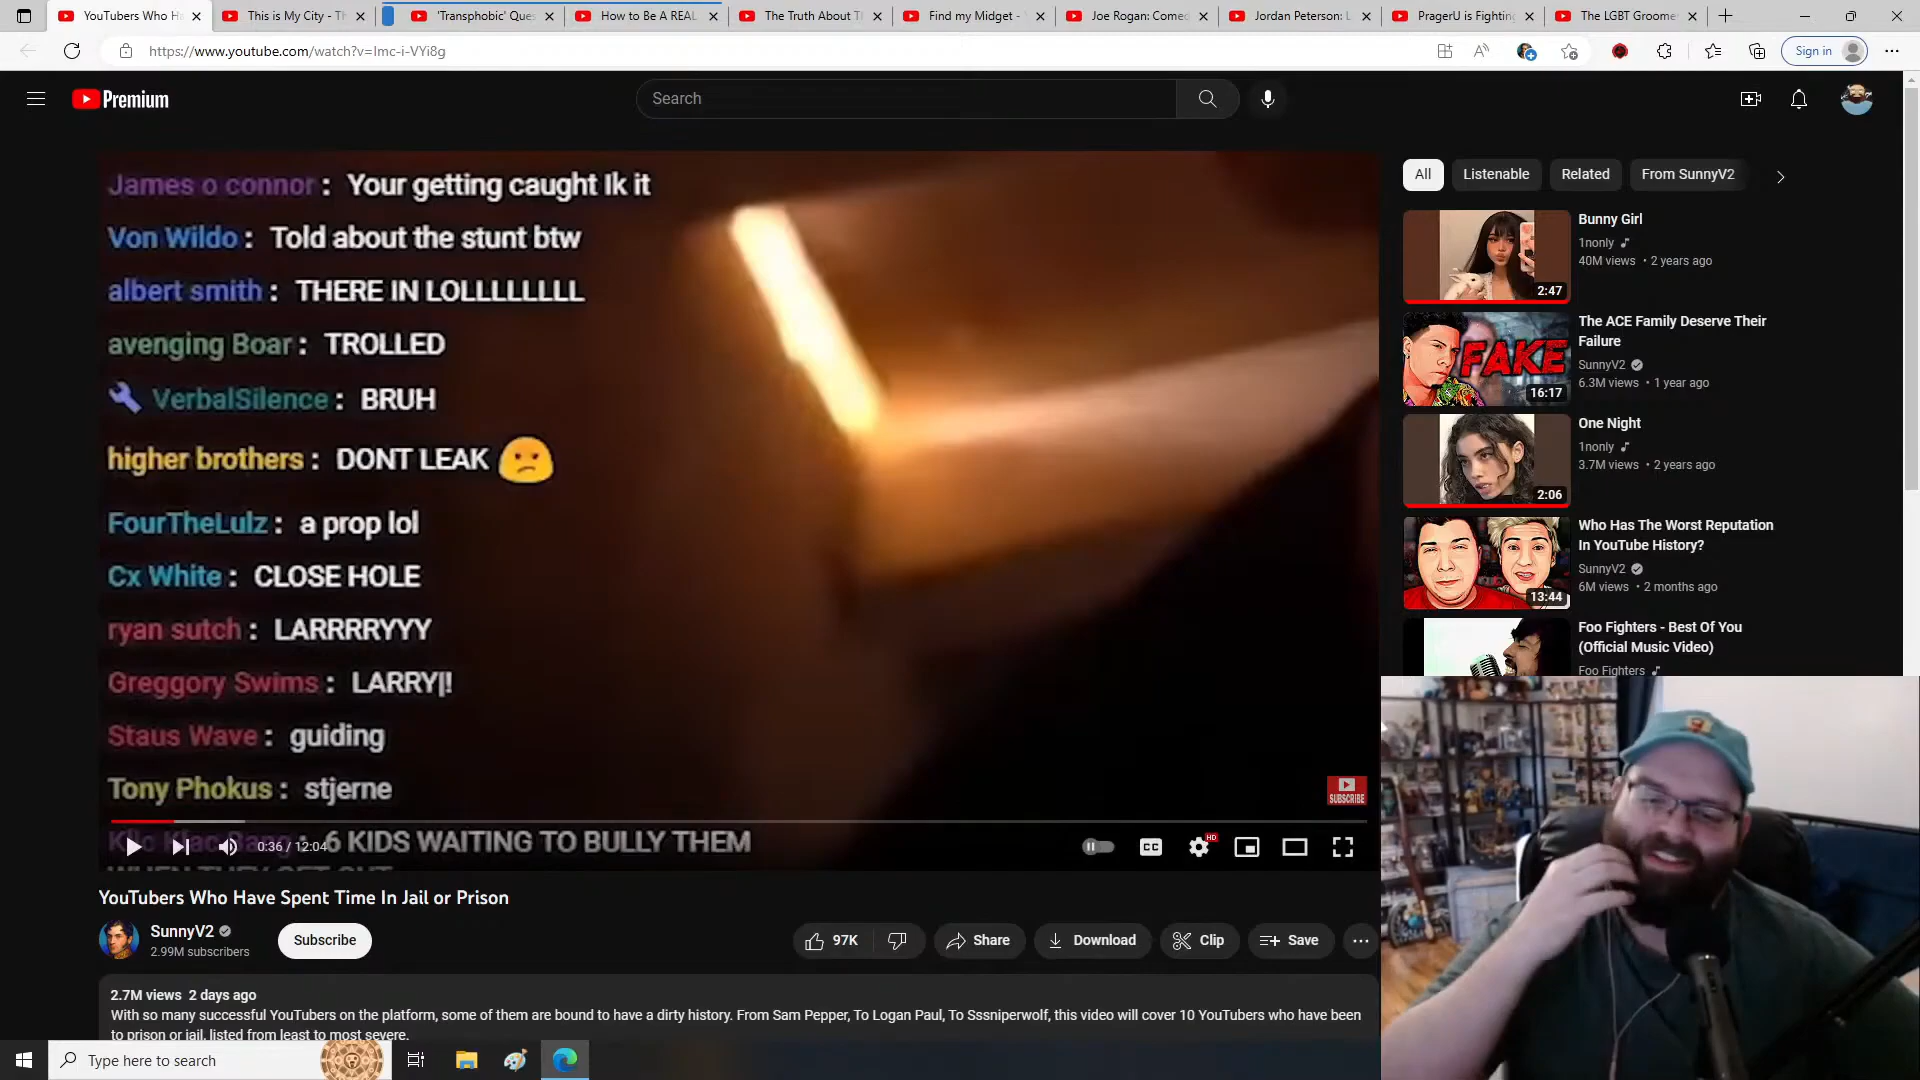 YouTubers Who H
This is My City - Th
'Transphobic' Ques
How to Be A REAL
The Truth About T
Find my Midget -
Joe Rogan: Comed
Jordan Peterson: L
PragerU is Fighting
The LGBT Groome
https://www.youtube.com/watch?v=Imc-i-VYi8g
Sign in
Premium
Search
James o connor : Your getting caught Ik it
Von Wildo : Told about the stunt btw
albert smith : THERE IN LOLLLLLLLL
avenging Boar : TROLLED
VerbalSilence : BRUH
higher brothers : DONT LEAK
FourTheLulz : a prop lol
Cx White : CLOSE HOLE
ryan sutch : LARRRRYYY
Greggory Swims : LARRY|!
Staus Wave : guiding
Tony Phokus : stjerne
6 KIDS WAITING TO BULLY THEM
WHEN THEY GET OUT
SUBSCRIBE
0:36 / 12:04
CC
HD
YouTubers Who Have Spent Time In Jail or Prison
SunnyV2
2.99M subscribers
Subscribe
97K
Share
Download
Clip
Save
2.7M views 2 days ago
With so many successful YouTubers on the platform, some of them are bound to have a dirty history. From Sam Pepper, To Logan Paul, To Sssniperwolf, this video will cover 10 YouTubers who have been
to prison or jail, listed from least to most severe.
All
Listenable
Related
From SunnyV2
Bunny Girl
1nonly
40M views • 2 years ago
2:47
The ACE Family Deserve Their
Failure
SunnyV2
6.3M views • 1 year ago
FAKE
16:17
One Night
1nonly
3.7M views • 2 years ago
2:06
Who Has The Worst Reputation
In YouTube History?
SunnyV2
6M views • 2 months ago
13:44
Foo Fighters - Best Of You
(Official Music Video)
Foo Fighters
Type here to search